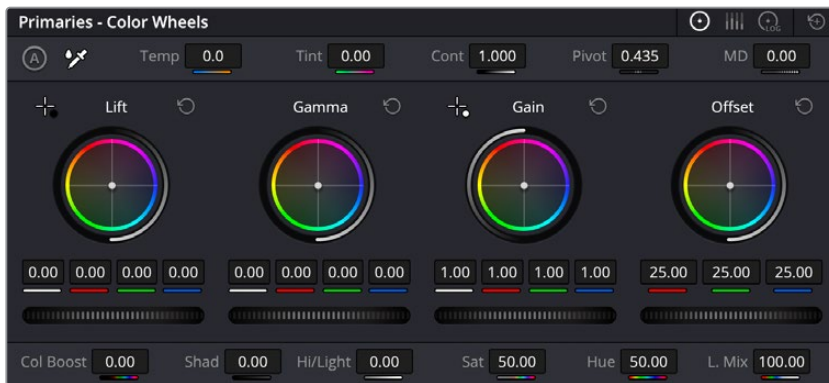 Primaries - Color Wheels
LOG
A Temp 0.0 Tint 0.00 Cont 1.000 Pivot 0.435 MD 0.00
Lift Gamma Gain Offset
0.00 0.00 0.00 0.00 0.00 0.00 0.00 0.00 1.00 1.00 1.00 1.00 25.00 25.00 25.00
Col Boost 0.00 Shad 0.00 Hi/Light 0.00 Sat 50.00 Hue 50.00 L. Mix 100.00